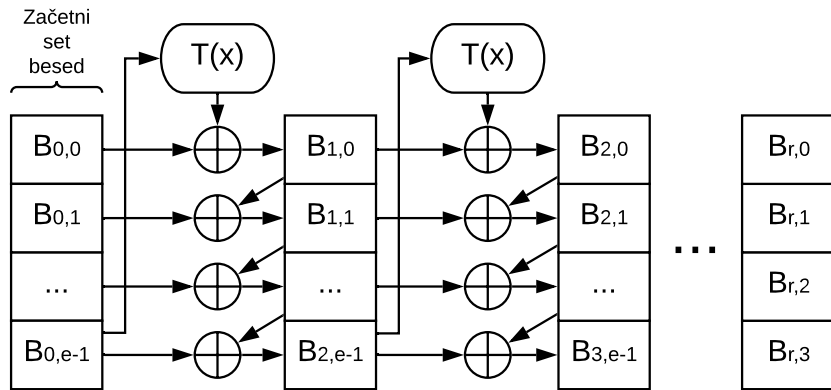 Začetni
set
besed
T(x)
T(x)
B0,0
B1,0
B2,0
Br,0
B0,1
B1,1
B2,1
Br,1
...
...
...
...
Br,2
B0,e-1
B2,e-1
B3,e-1
Br,3